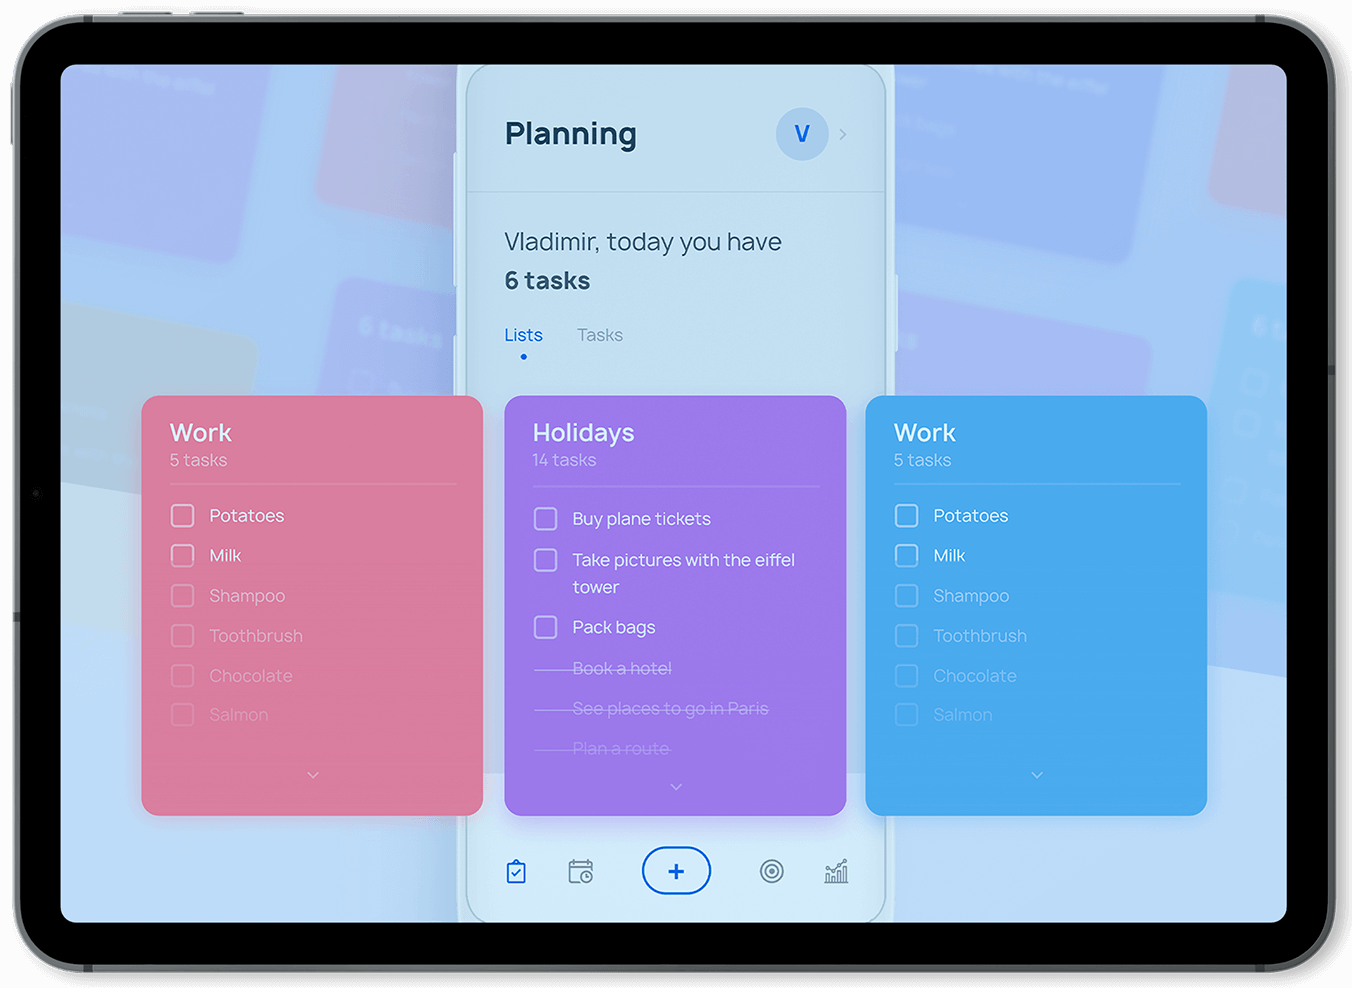 Planning
V
Vladimir, today you have
6 tasks
Lists
Tasks
Work
5 tasks
Potatoes
Milk
Shampoo
Toothbrush
Chocolate
Salmon
Holidays
14 tasks
Buy plane tickets
Take pictures with the eiffel
tower
Pack bags
Book a hotel
See places to go in Paris
Plan a route
Work
5 tasks
Potatoes
Milk
Shampoo
Toothbrush
Chocolate
Salmon
6 tasks